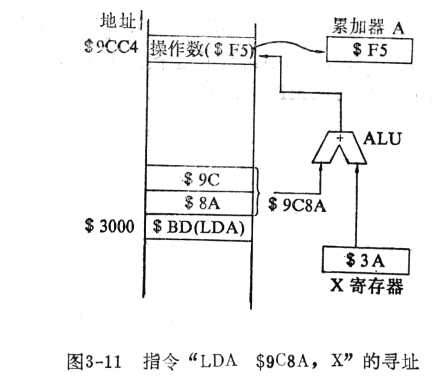 地址
累加器 A
$9CC4 操作数($ F5) $ F5
+ ALU
$ 9C
$ 8A $ 9C8A
$ 3000 $ BD(LDA)
$ 3A
X 寄存器
图3-11 指令“LDA $9C8A, X”的寻址